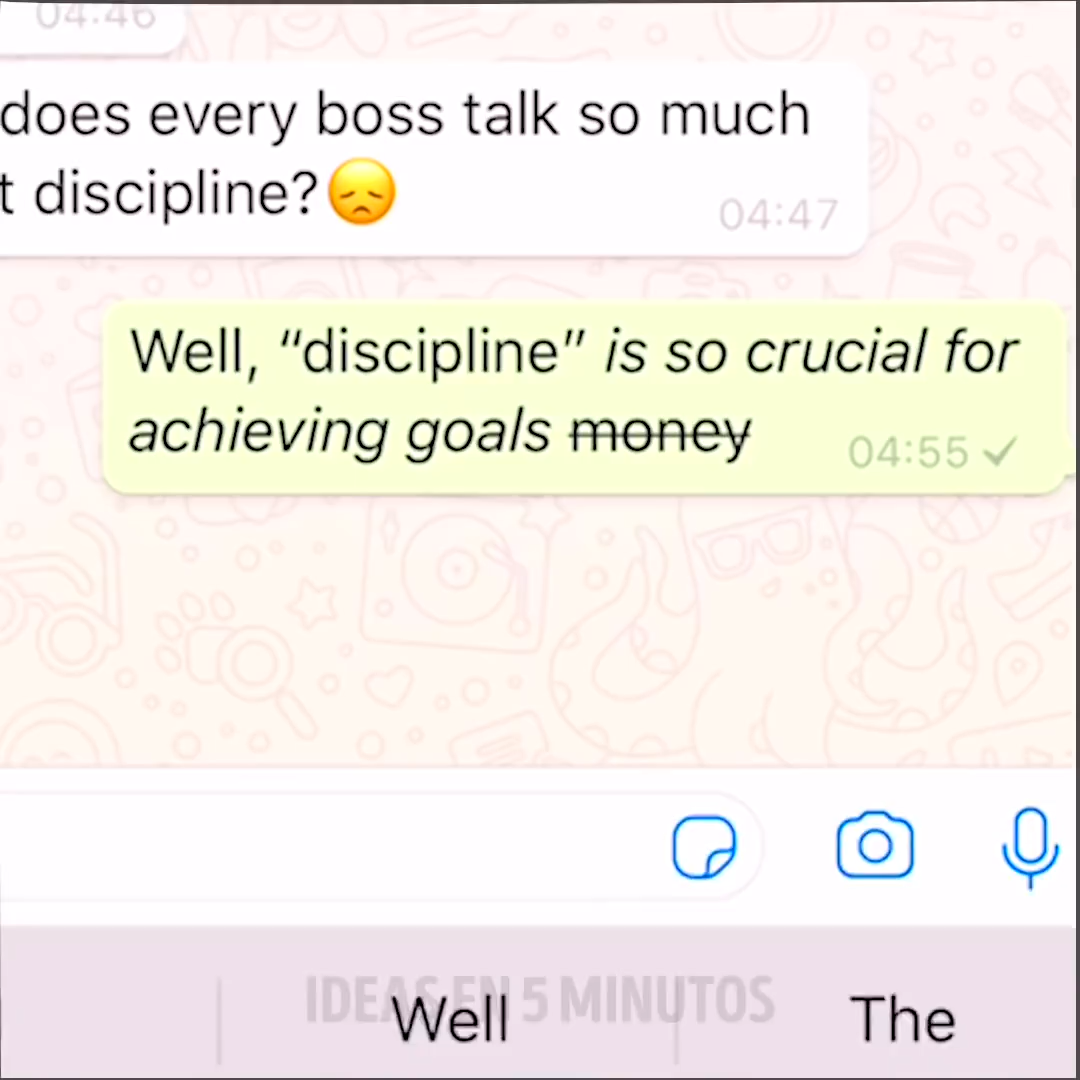 04:46
does every boss talk so much
t discipline?😞
04:47
Well, “discipline” is so crucial for
achieving goals money
04:55
IDEAS EN 5 MINUTOS
Well The